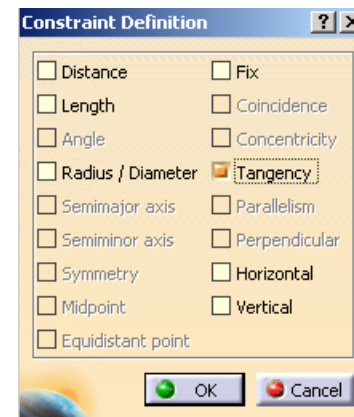 Constraint Definition ? X
Distance Fix
Length Coincidence
Angle Concentricity
Radius / Diameter Tangency
Semimajor axis Parallelism
Semiminor axis Perpendicular
Symmetry Horizontal
Midpoint Vertical
Equidistant point
OK Cancel